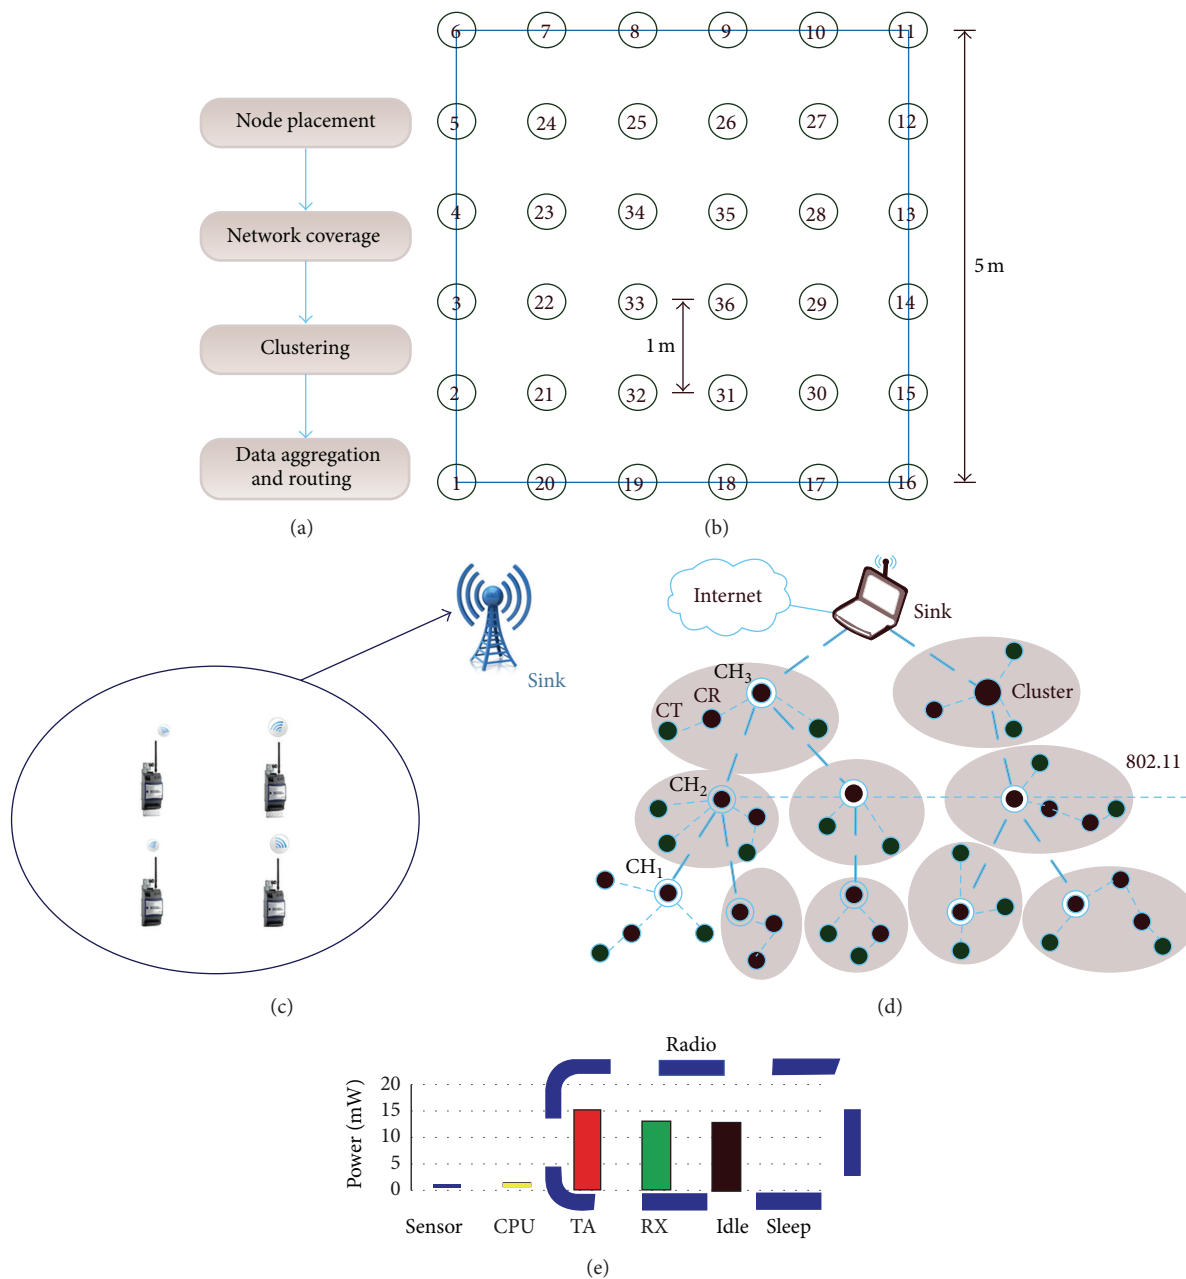 6 7 8 9 10 11
Node placement
5 24 25 26 27 12
4 23 34 35 28 13
Network coverage
5 m
3 22 33 36 29 14
1 m
Clustering
2 21 32 31 30 15
Data aggregation
and routing
1 20 19 18 17 16
(a)
(b)
Sink
(c)
Internet
Sink
CH3
CR
CT
Cluster
802.11
CH2
CH1
(d)
Radio
Power (mW)
20
15
10
5
0
Sensor CPU TA RX Idle Sleep
(e)